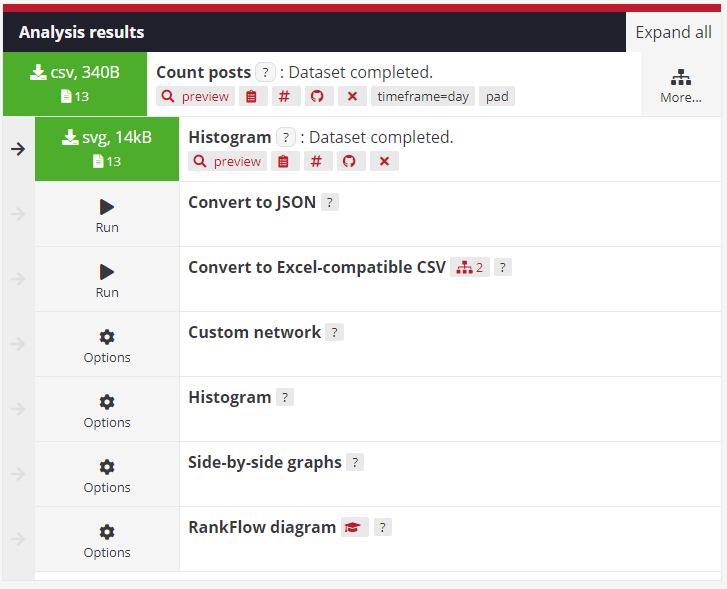 Analysis results
Expand all
csv, 340B
13
Count posts ? : Dataset completed.
preview # timeframe=day pad
More...
svg, 14kB
13
Histogram ? : Dataset completed.
preview #
Run
Convert to JSON ?
Run
Convert to Excel-compatible CSV 2 ?
Options
Custom network ?
Options
Histogram ?
Options
Side-by-side graphs ?
Options
RankFlow diagram ?